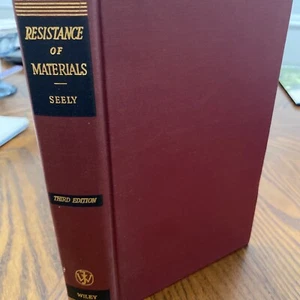 RESISTANCE
OF
MATERIALS
SEELY
THIRD EDITION
WILEY